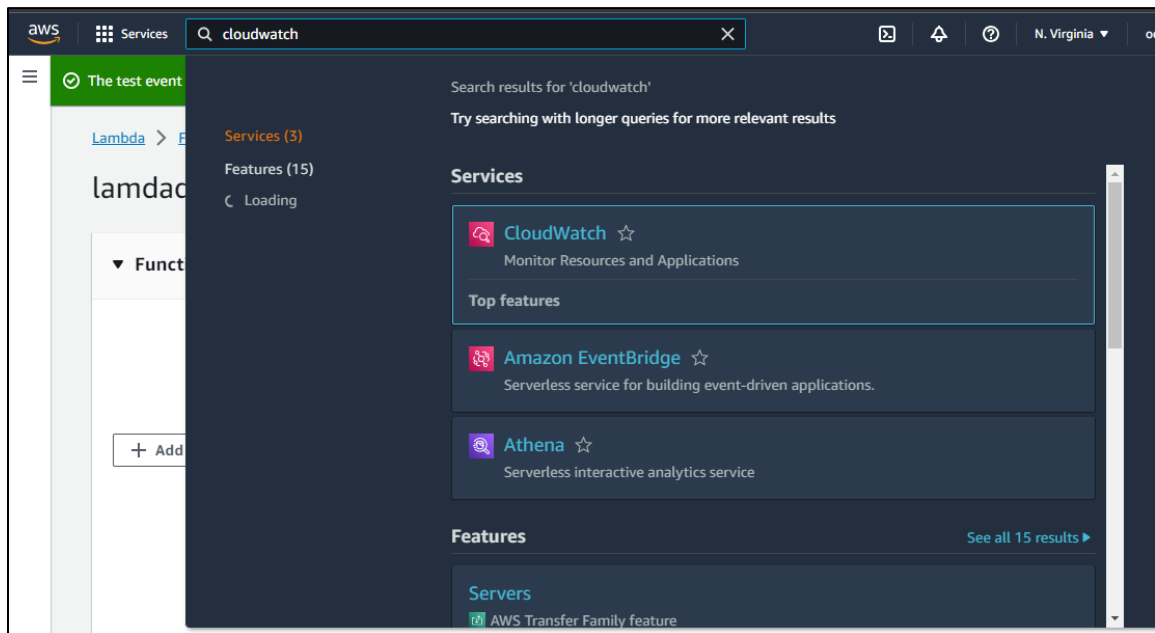 aws
Services
cloudwatch
N. Virginia
The test event
Search results for 'cloudwatch'
Try searching with longer queries for more relevant results
Services (3)
Features (15)
Loading
Lambda
Services
CloudWatch
Monitor Resources and Applications
Top features
Amazon EventBridge
Serverless service for building event-driven applications.
+ Add
Athena
Serverless interactive analytics service
Features
See all 15 results
Servers
AWS Transfer Family feature